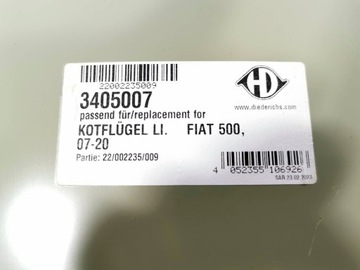 22002235009
HD
3405007
www.diederichs.com
passend für/replacement for
KOTFLÜGEL LI. FIAT 500,
07-20
Partie: 22/002235/009
4 052355 106926